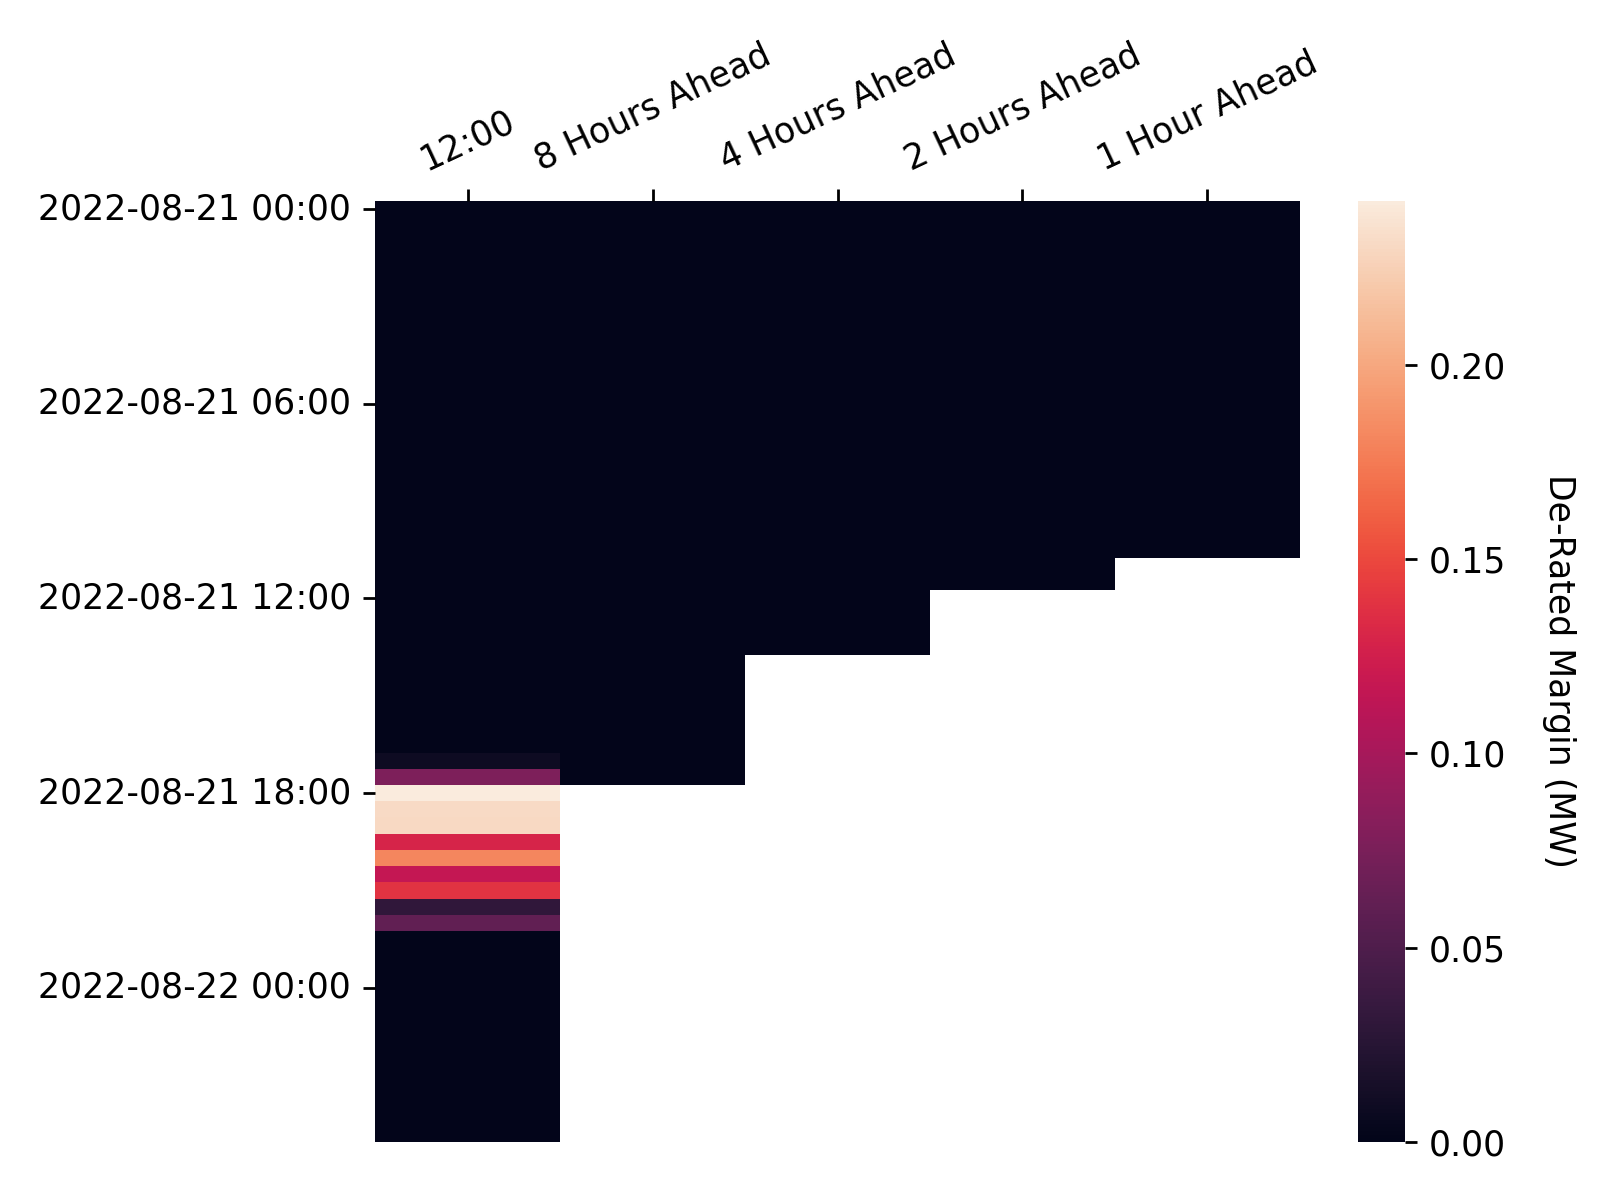 12:00
8 Hours Ahead
4 Hours Ahead
2 Hours Ahead
1 Hour Ahead
2022-08-21 00:00
2022-08-21 06:00
2022-08-21 12:00
2022-08-21 18:00
2022-08-22 00:00
0.20
0.15
0.10
0.05
0.00
De-Rated Margin (MW)